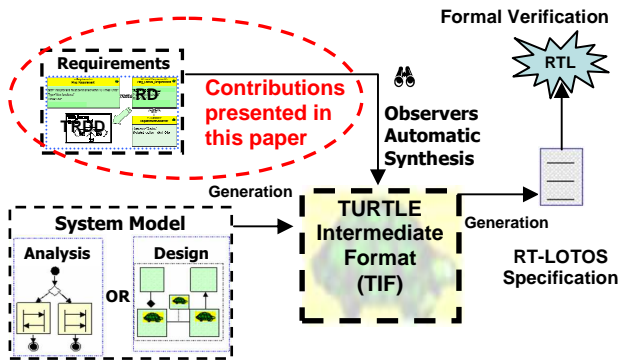 Formal Verification
RTL
Requirements
RD
TRDD
Contributions
presented in
this paper
Observers
Automatic
Synthesis
Generation
System Model
Analysis
OR
Design
TURTLE
Intermediate
Format
(TIF)
Generation
RT-LOTOS
Specification